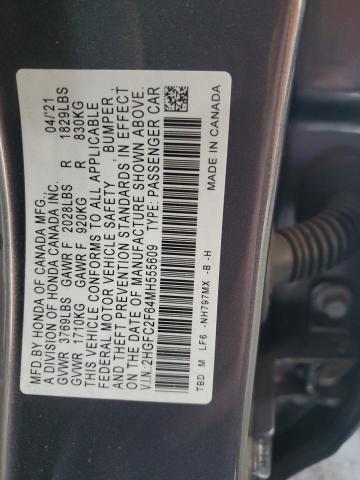 MFD BY HONDA OF CANADA MFG. 04/'21
A DIVISION OF HONDA CANADA INC.
GVWR 3769LBS GAWR F 2028LBS R 1829LBS
GVWR 1710KG GAWR F 920KG R 830KG
THIS VEHICLE CONFORMS TO ALL APPLICABLE
FEDERAL MOTOR VEHICLE SAFETY, BUMPER,
AND THEFT PREVENTION STANDARDS IN EFFECT
ON THE DATE OF MANUFACTURE SHOWN ABOVE.
V.I.N: 2HGFC2F64MH555609 TYPE: PASSENGER CAR
TBD M LF6 -NH797MX -B -H MADE IN CANADA